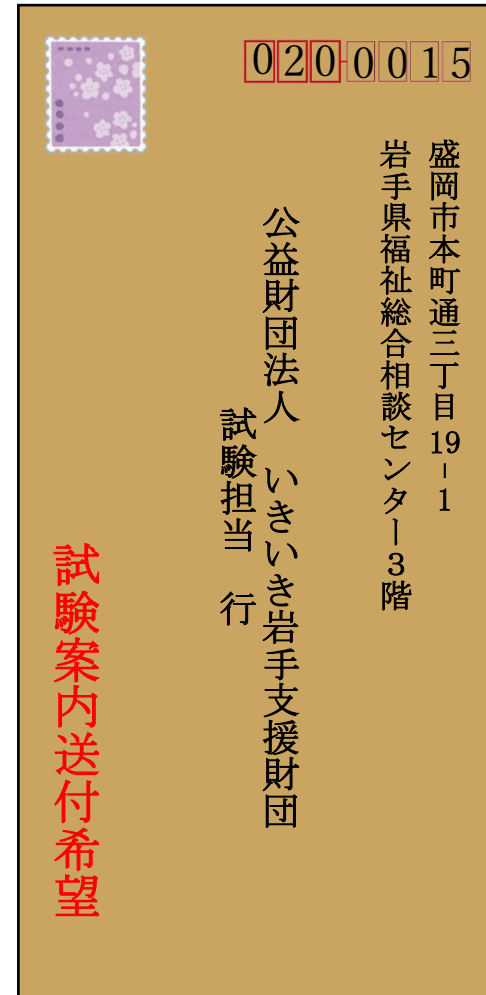 020-0015
盛岡市本町通三丁目19-1
岩手県福祉総合相談センター3階
公益財団法人　いきいき岩手支援財団
試験担当　行
試験案内送付希望